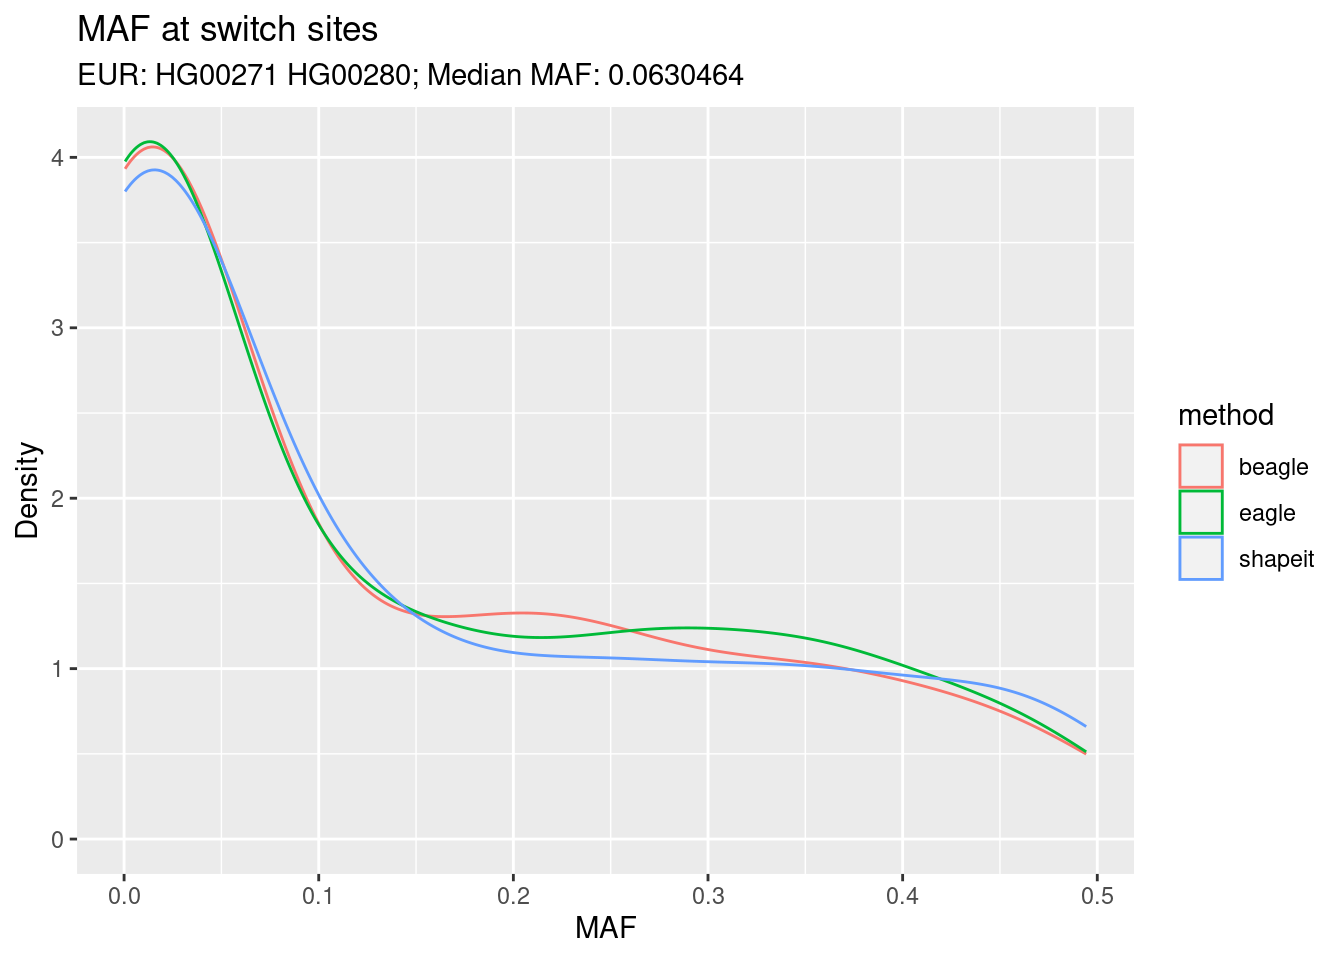 MAF at switch sites
EUR: HG00271 HG00280; Median MAF: 0.0630464
Density
4
3
2
1
0
0.0 0.1 0.2 0.3 0.4 0.5
MAF
method
beagle
eagle
shapeit